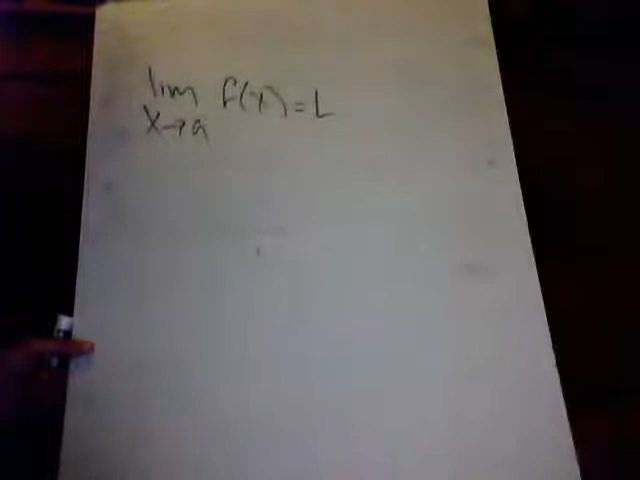 lim f(x) = L
x→a